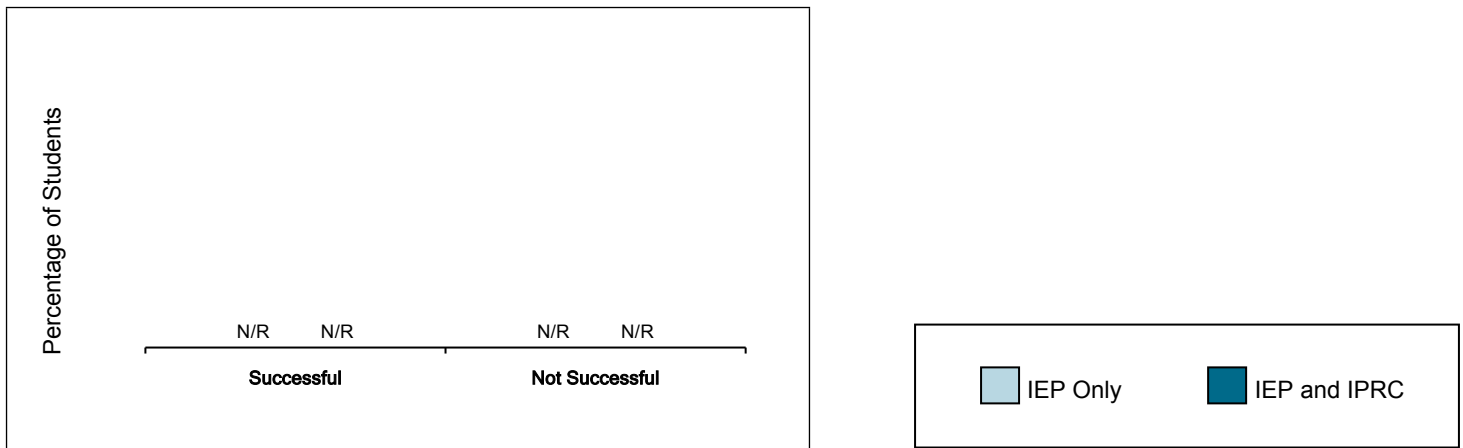 Percentage of Students
N/R N/R N/R N/R
Successful Not Successful
IEP Only IEP and IPRC